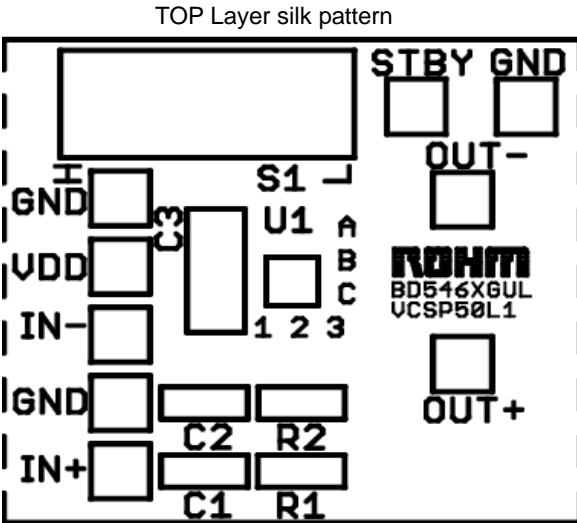 TOP Layer silk pattern
STBY GND
H S1 L
OUT-
GND
C3
U1
A
B
C
VDD
ROHM
BD546XGUL
VCSP50L1
IN-
1 2 3
GND
OUT+
C2 R2
IN+
C1 R1